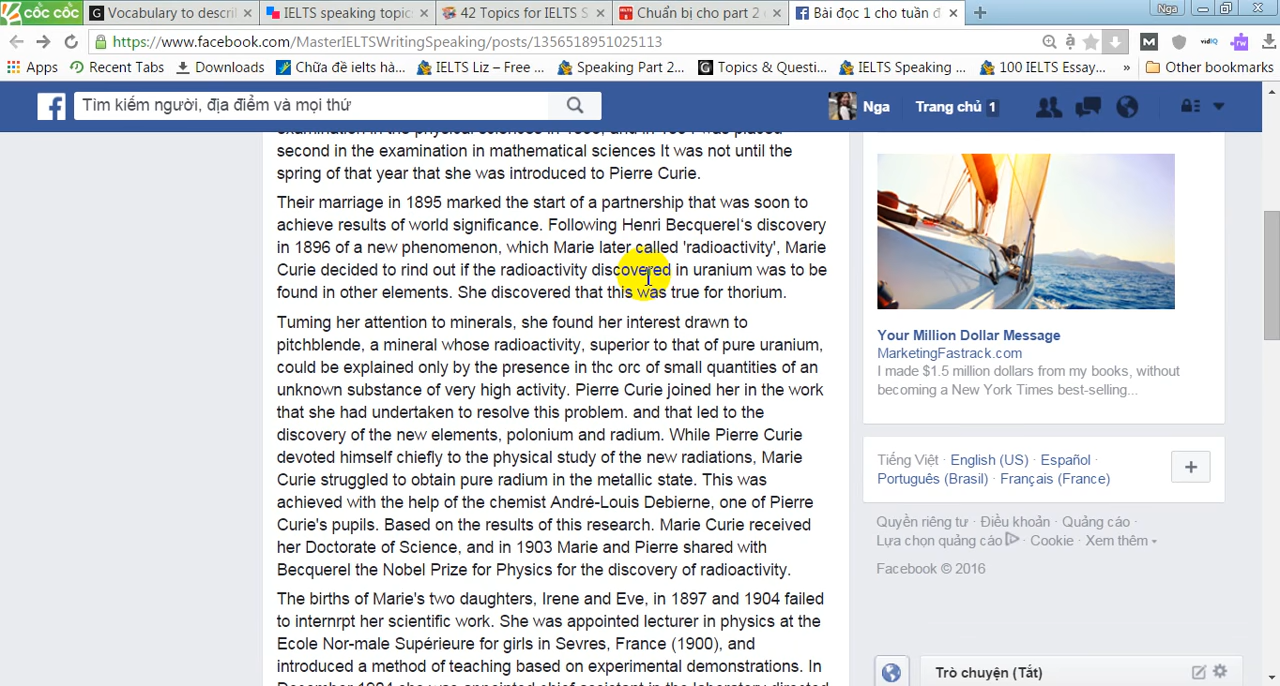 cốc cốc
Vocabulary to describ
IELTS speaking topic
42 Topics for IELTS S
Chuẩn bị cho part 2 c
Bài đọc 1 cho tuần đ
Nga
https://www.facebook.com/MasterIELTSWritingSpeaking/posts/1356518951025113
Apps
Recent Tabs
Downloads
Chữa đề ielts hà...
IELTS Liz – Free ...
Speaking Part 2...
Topics & Questi...
IELTS Speaking ...
100 IELTS Essay...
»
Other bookmarks
Tìm kiếm người, địa điểm và mọi thứ
Nga
Trang chủ 1
second in the examination in mathematical sciences It was not until the
spring of that year that she was introduced to Pierre Curie.
Their marriage in 1895 marked the start of a partnership that was soon to
achieve results of world significance. Following Henri Becquerel's discovery
in 1896 of a new phenomenon, which Marie later called 'radioactivity', Marie
Curie decided to rind out if the radioactivity discovered in uranium was to be
found in other elements. She discovered that this was true for thorium.
Tuming her attention to minerals, she found her interest drawn to
pitchblende, a mineral whose radioactivity, superior to that of pure uranium,
could be explained only by the presence in thc orc of small quantities of an
unknown substance of very high activity. Pierre Curie joined her in the work
that she had undertaken to resolve this problem. and that led to the
discovery of the new elements, polonium and radium. While Pierre Curie
devoted himself chiefly to the physical study of the new radiations, Marie
Curie struggled to obtain pure radium in the metallic state. This was
achieved with the help of the chemist André-Louis Debierne, one of Pierre
Curie's pupils. Based on the results of this research. Marie Curie received
her Doctorate of Science, and in 1903 Marie and Pierre shared with
Becquerel the Nobel Prize for Physics for the discovery of radioactivity.
The births of Marie's two daughters, Irene and Eve, in 1897 and 1904 failed
to internrpt her scientific work. She was appointed lecturer in physics at the
Ecole Nor-male Supérieure for girls in Sevres, France (1900), and
introduced a method of teaching based on experimental demonstrations. In
Your Million Dollar Message
MarketingFastrack.com
I made $1.5 million dollars from my books, without
becoming a New York Times best-selling...
Tiếng Việt · English (US) · Español ·
Português (Brasil) · Français (France)
Quyền riêng tư · Điều khoản · Quảng cáo ·
Lựa chọn quảng cáo · Cookie · Xem thêm
Facebook © 2016
Trò chuyện (Tắt)